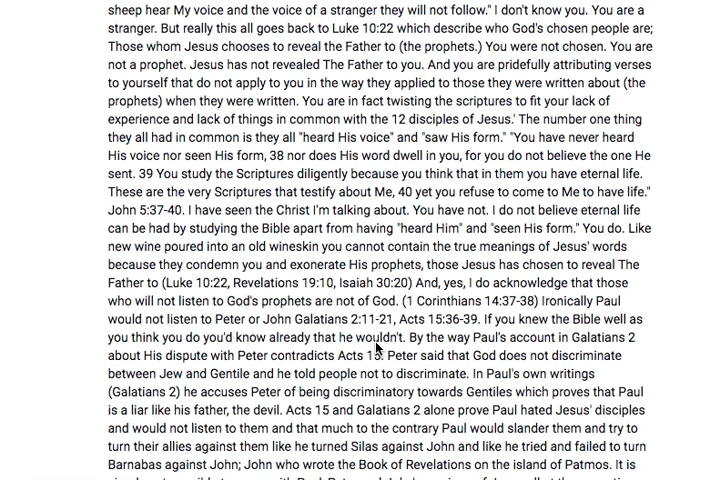 sheep hear My voice and the voice of a stranger they will not follow." I don't know you. You are a
stranger. But really this all goes back to Luke 10:22 which describe who God's chosen people are;
Those whom Jesus chooses to reveal the Father to (the prophets.) You were not chosen. You are
not a prophet. Jesus has not revealed The Father to you. And you are pridefully attributing verses
to yourself that do not apply to you in the way they applied to those they were written about (the
prophets) when they were written. You are in fact twisting the scriptures to fit your lack of
experience and lack of things in common with the 12 disciples of Jesus.' The number one thing
they all had in common is they all "heard His voice" and "saw His form." "You have never heard
His voice nor seen His form, 38 nor does His word dwell in you, for you do not believe the one He
sent. 39 You study the Scriptures diligently because you think that in them you have eternal life.
These are the very Scriptures that testify about Me, 40 yet you refuse to come to Me to have life."
John 5:37-40. I have seen the Christ I'm talking about. You have not. I do not believe eternal life
can be had by studying the Bible apart from having "heard Him" and "seen His form." You do. Like
new wine poured into an old wineskin you cannot contain the true meanings of Jesus' words
because they condemn you and exonerate His prophets, those Jesus has chosen to reveal The
Father to (Luke 10:22, Revelations 19:10, Isaiah 30:20) And, yes, I do acknowledge that those
who will not listen to God's prophets are not of God. (1 Corinthians 14:37-38) Ironically Paul
would not listen to Peter or John Galatians 2:11-21, Acts 15:36-39. If you knew the Bible well as
you think you do you'd know already that he wouldn't. By the way Paul's account in Galatians 2
about His dispute with Peter contradicts Acts 15. Peter said that God does not discriminate
between Jew and Gentile and he told people not to discriminate. In Paul's own writings
(Galatians 2) he accuses Peter of being discriminatory towards Gentiles which proves that Paul
is a liar like his father, the devil. Acts 15 and Galatians 2 alone prove Paul hated Jesus' disciples
and would not listen to them and that much to the contrary Paul would slander them and try to
turn their allies against them like he turned Silas against John and like he tried and failed to turn
Barnabas against John; John who wrote the Book of Revelations on the island of Patmos. It is